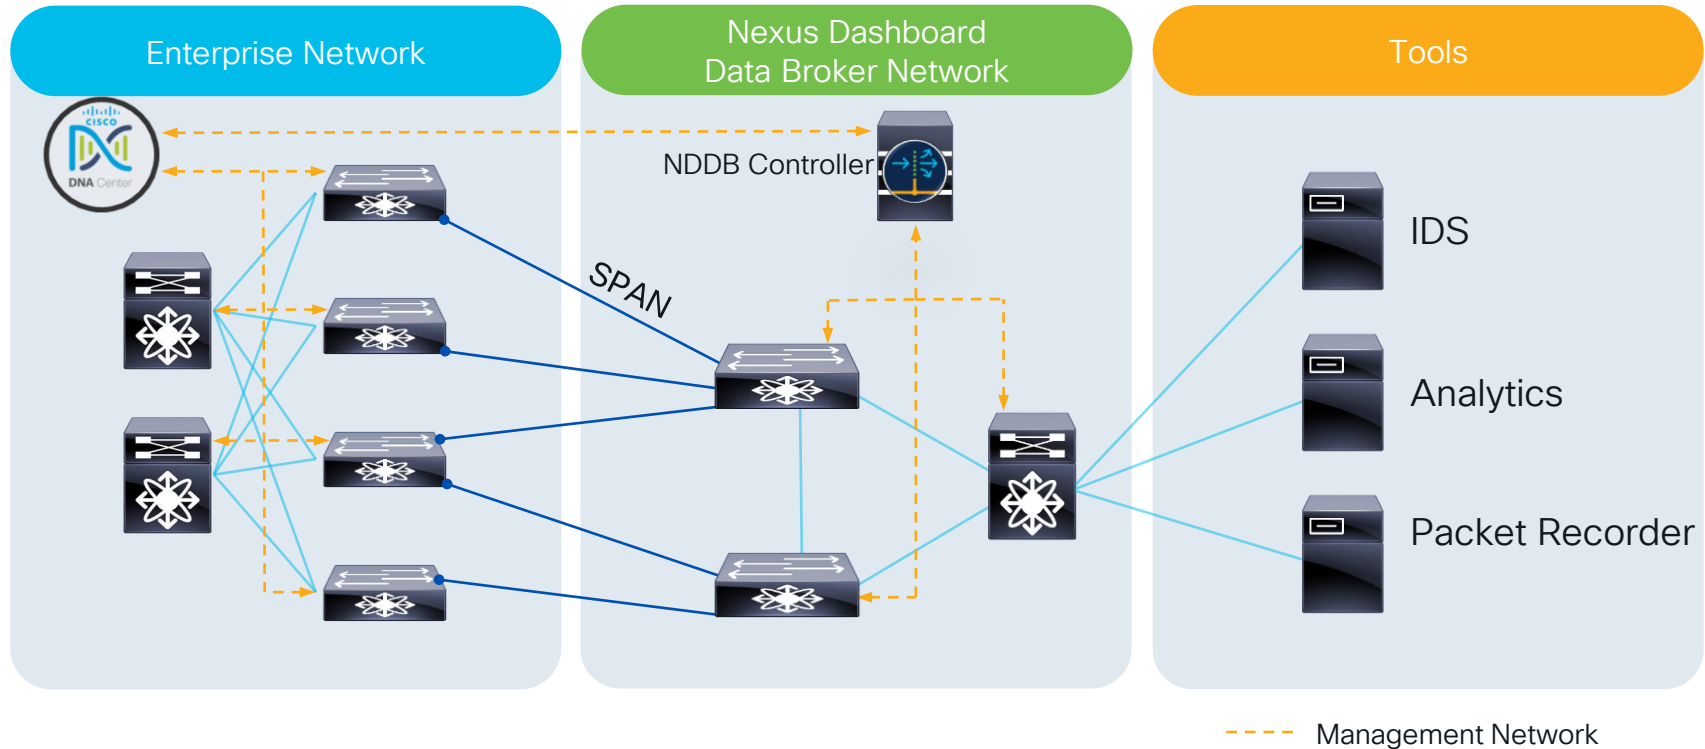 Enterprise Network
Nexus Dashboard
Data Broker Network
Tools
CISCO
DNA Center
NDDB Controller
SPAN
IDS
Analytics
Packet Recorder
Management Network